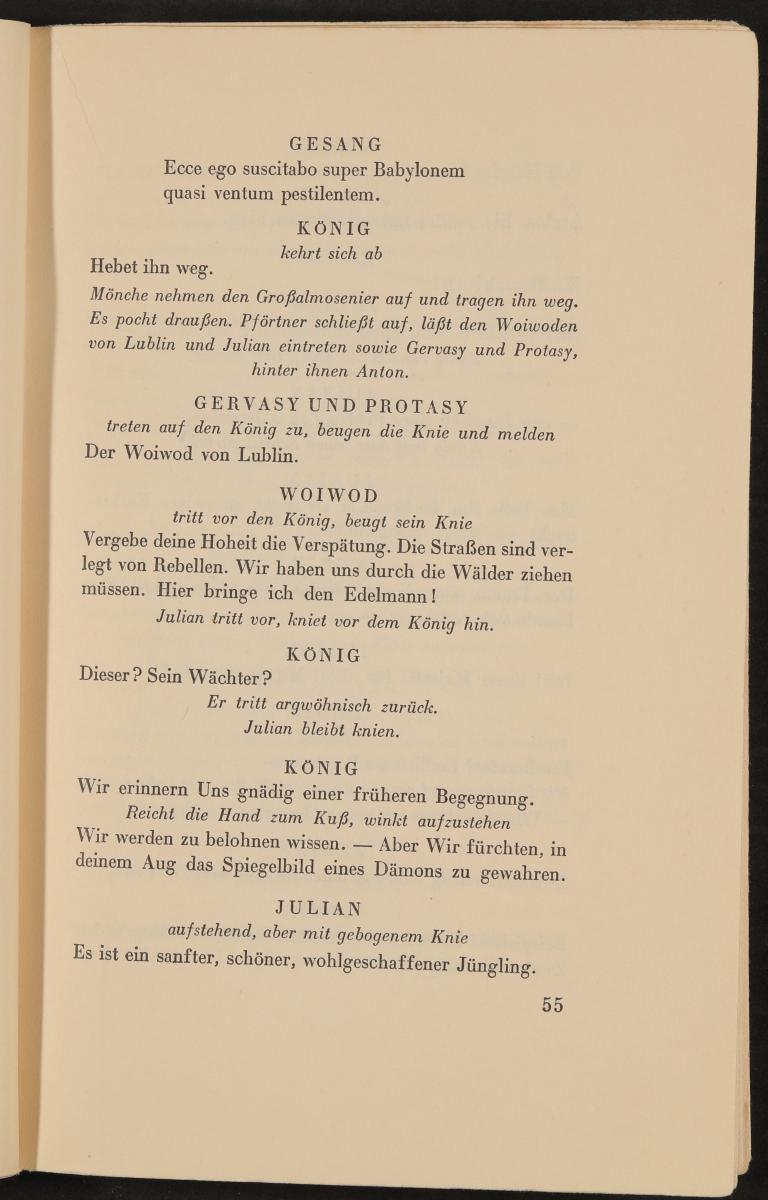 GESANG
Ecce ego suscitabo super Babylonem
quasi ventum pestilentem.
KÖNIG
kehrt sich ab
Hebet ihn weg.
Mönche nehmen den Großalmosenier auf und tragen ihn weg.
Es pocht draußen. Pförtner schließt auf, läßt den Woiwoden
von Lublin und Julian eintreten sowie Gervasy und Protasy,
hinter ihnen Anton.
GERVASY UND PROTASY
treten auf den König zu, beugen die Knie und melden
Der Woiwod von Lublin.
WOIWOD
tritt vor den König, beugt sein Knie
Vergebe deine Hoheit die Verspätung. Die Straßen sind ver-
legt von Rebellen. Wir haben uns durch die Wälder ziehen
müssen. Hier bringe ich den Edelmann!
Julian tritt vor, kniet vor dem König hin.
KÖNIG
Dieser? Sein Wächter?
Er tritt argwöhnisch zurück.
Julian bleibt knien.
KÖNIG
Wir erinnern Uns gnädig einer früheren Begegnung.
Reicht die Hand zum Kuß, winkt aufzustehen
Wir werden zu belohnen wissen. — Aber Wir fürchten, in
deinem Aug das Spiegelbild eines Dämons zu gewahren.
JULIAN
aufstehend, aber mit gebogenem Knie
Es ist ein sanfter, schöner, wohlgeschaffener Jüngling.
55